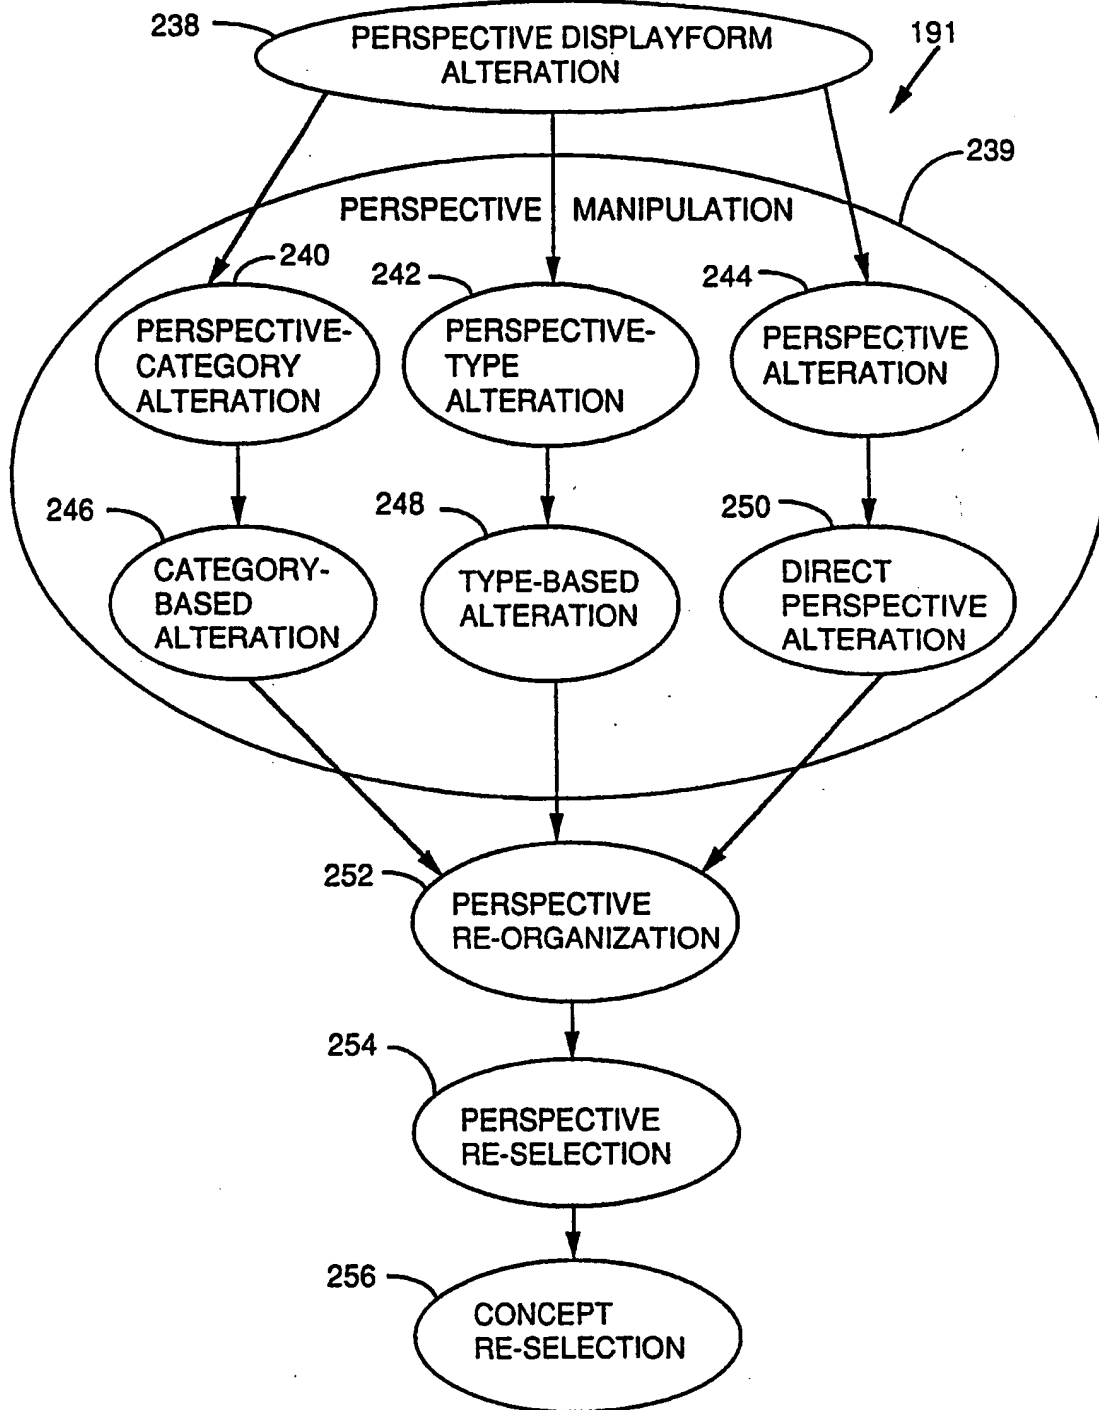 238
PERSPECTIVE DISPLAYFORM
ALTERATION
191
239
PERSPECTIVE MANIPULATION
240
242
244
PERSPECTIVE-
CATEGORY
ALTERATION
PERSPECTIVE-
TYPE
ALTERATION
PERSPECTIVE
ALTERATION
246
248
250
CATEGORY-
BASED
ALTERATION
TYPE-BASED
ALTERATION
DIRECT
PERSPECTIVE
ALTERATION
252
PERSPECTIVE
RE-ORGANIZATION
254
PERSPECTIVE
RE-SELECTION
256
CONCEPT
RE-SELECTION